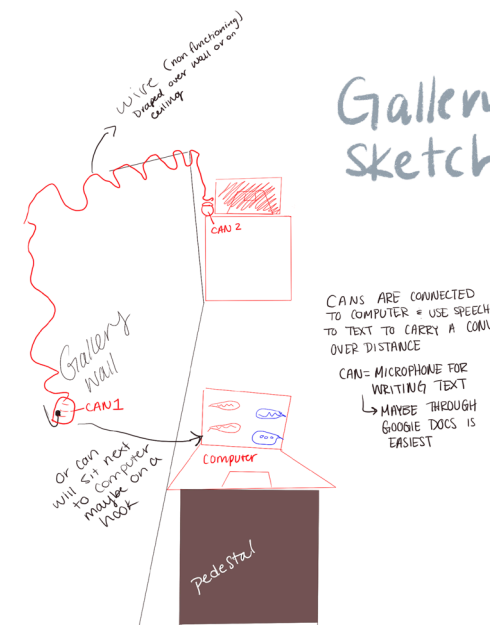 wire (non functioning)
Draped over wall or on
ceiling
Gallery
sketch
CAN 2
CANS ARE CONNECTED
TO COMPUTER & USE SPEECH
TO TEXT TO CARRY A CONV
OVER DISTANCE
CAN = MICROPHONE FOR
WRITING TEXT
MAYBE THROUGH
GOOGlE DOCS IS
EASIEST
Gallery
wall
CAN 1
or can
will sit next
to computer
maybe on a
hook
computer
pedestal